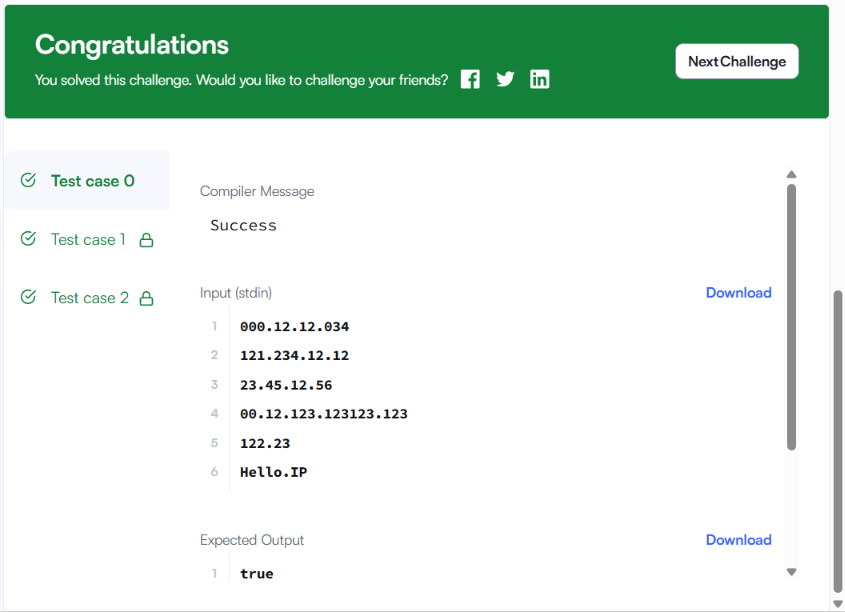 Congratulations
You solved this challenge. Would you like to challenge your friends?
Next Challenge
Test case 0
Test case 1
Test case 2
Compiler Message
Success
Input (stdin)
Download
1 000.12.12.034
2 121.234.12.12
3 23.45.12.56
4 00.12.123.123123.123
5 122.23
6 Hello.IP
Expected Output
Download
1 true